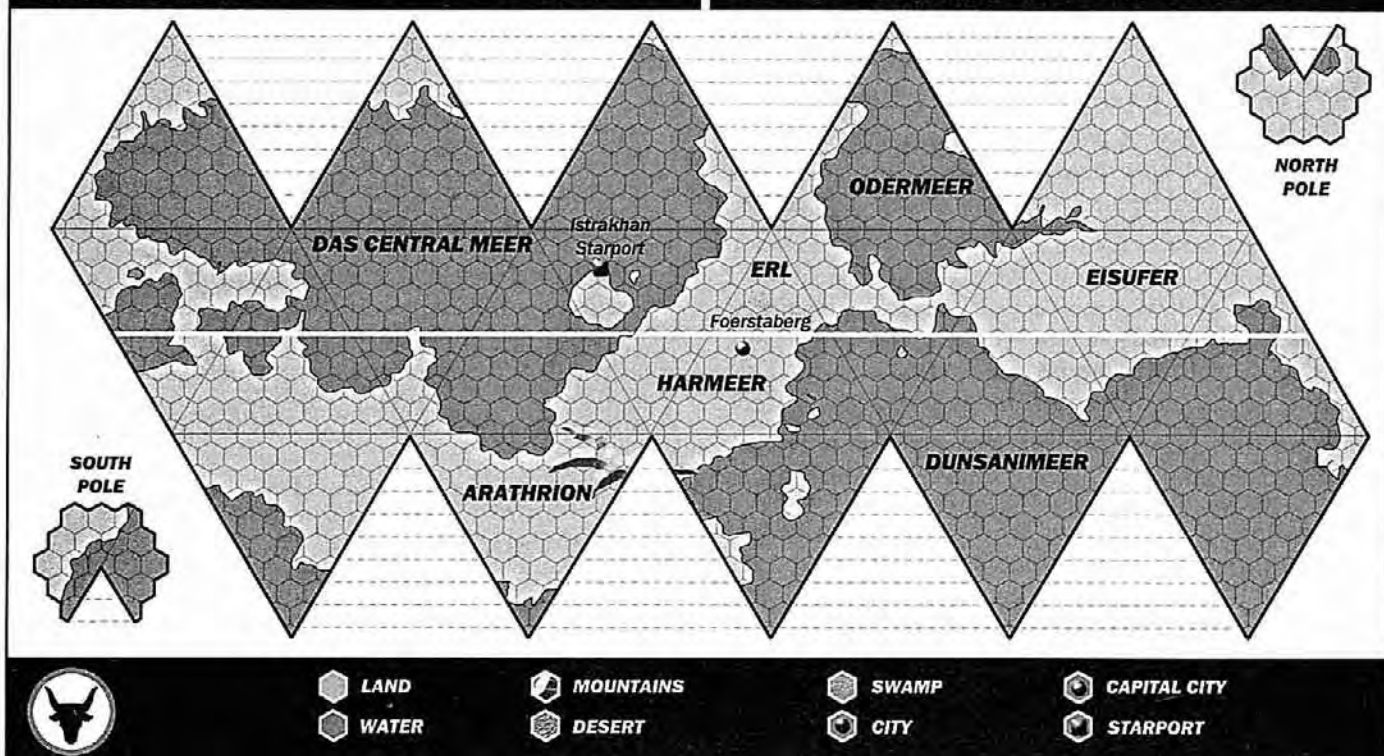 NORTH
POLE
ODERMEER
DAS CENTRAL MEER
Istrakhan
Starport
ERL
EISUFER
Foerstaberg
HARMEER
SOUTH
POLE
ARATHRION
DUNSANIMEER
LAND
MOUNTAINS
SWAMP
CAPITAL CITY
WATER
DESERT
CITY
STARPORT